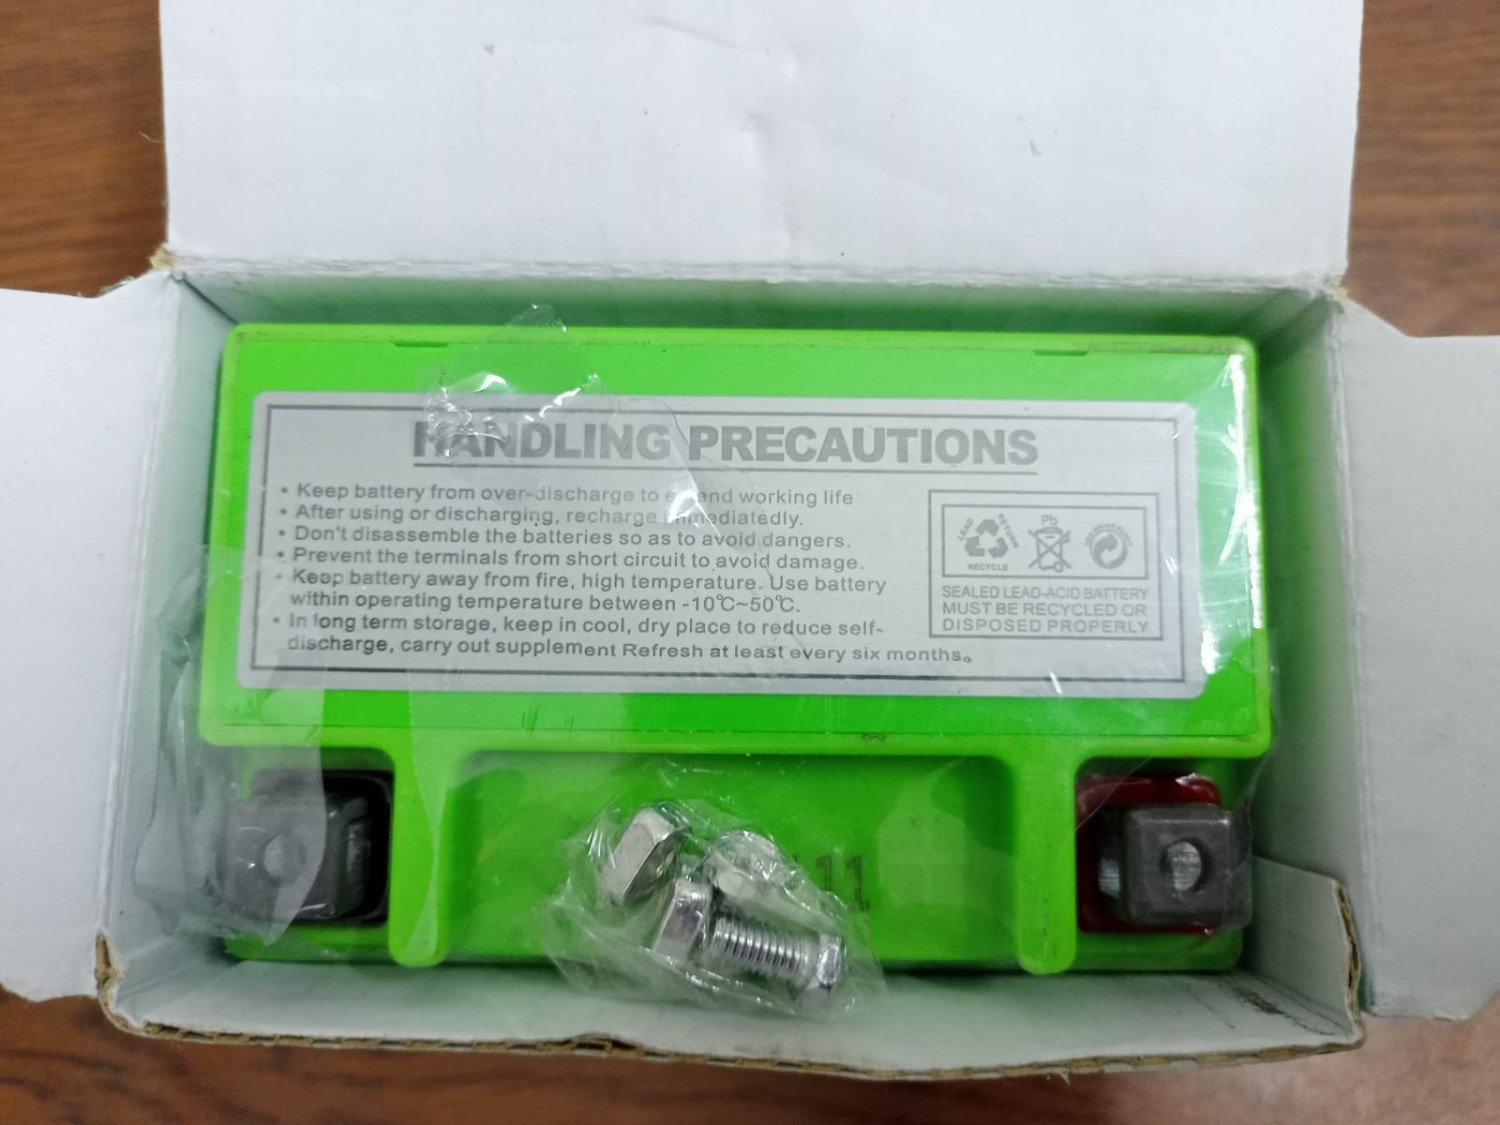 HANDLING PRECAUTIONS
• Keep battery from over-discharge to extend working life
• After using or discharging, recharge immediately.
• Don't disassemble the batteries so as to avoid dangers.
• Prevent the terminals from short circuit to avoid damage.
• Keep battery away from fire, high temperature. Use battery
within operating temperature between -10℃~50℃.
• In long term storage, keep in cool, dry place to reduce self-
discharge, carry out supplement Refresh at least every six months。
LEAD RETURN
RECYCLE
Pb
SEALED LEAD-ACID BATTERY
MUST BE RECYCLED OR
DISPOSED PROPERLY
11